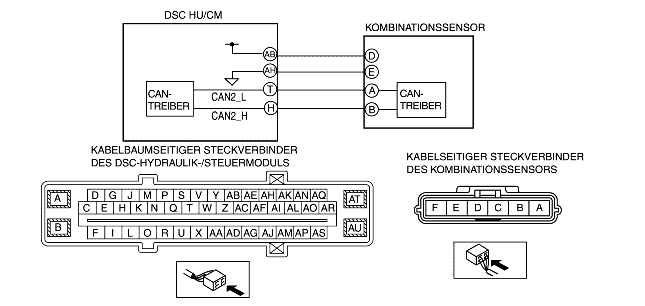 DSC HU/CM
KOMBINATIONSSENSOR
AB
D
AH
E
CAN-
TREIBER
T
CAN2_L
A
CAN-
TREIBER
H
CAN2_H
B
KABELBAUMSEITIGER STECKVERBINDER
DES DSC-HYDRAULIK-/STEUERMODULS
KABELSEITIGER STECKVERBINDER
DES KOMBINATIONSSENSORS
A
D G J M P S V Y AB AE AH AK AN AQ
AT
C E H K N Q T W Z AC AF AI AL AO AR
B
F I L O R U X AA AD AG AJ AM AP AS
AU
F E D C B A